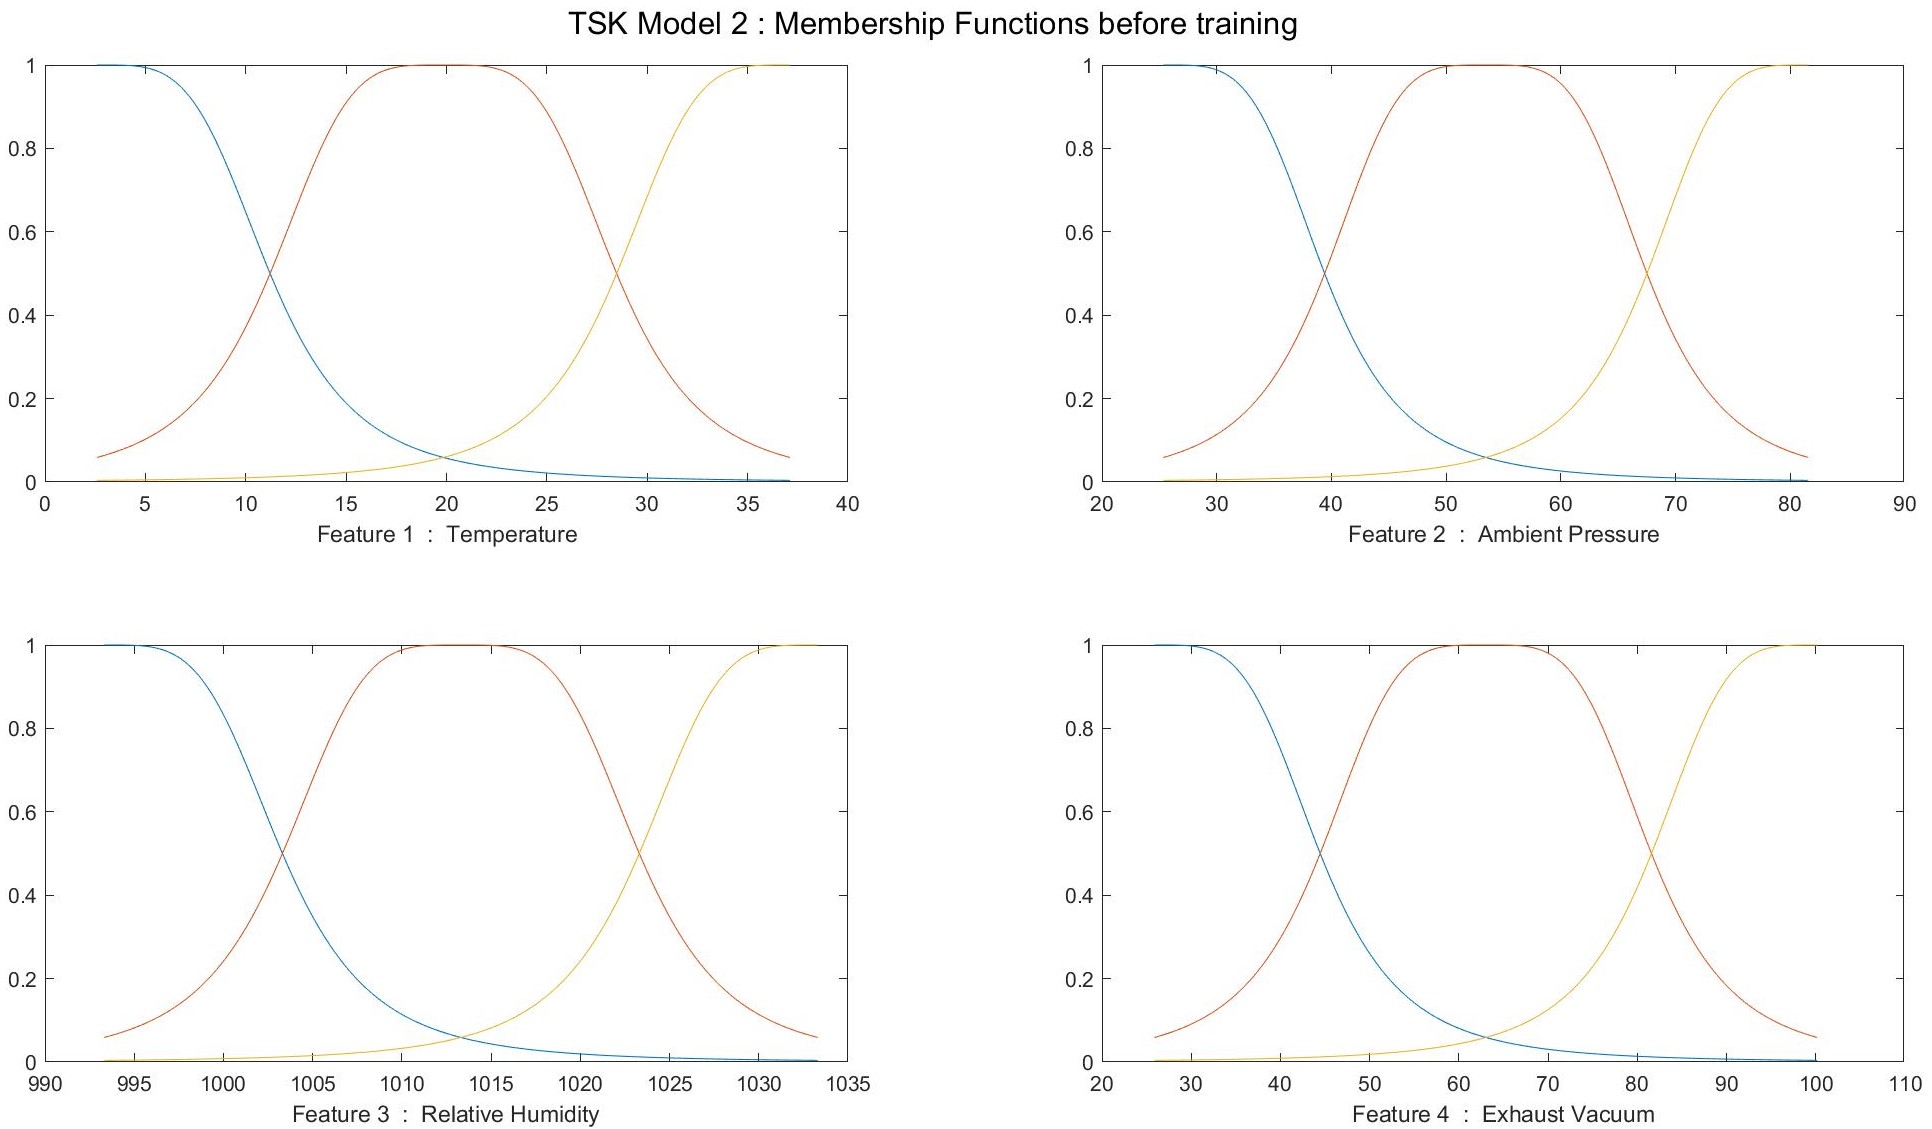 TSK Model 2 : Membership Functions before training
1
0.8
0.6
0.4
0.2
0
0 5 10 15 20 25 30 35 40
Feature 1 : Temperature
1
0.8
0.6
0.4
0.2
0
20 30 40 50 60 70 80 90
Feature 2 : Ambient Pressure
1
0.8
0.6
0.4
0.2
0
990 995 1000 1005 1010 1015 1020 1025 1030 1035
Feature 3 : Relative Humidity
1
0.8
0.6
0.4
0.2
0
20 30 40 50 60 70 80 90 100 110
Feature 4 : Exhaust Vacuum